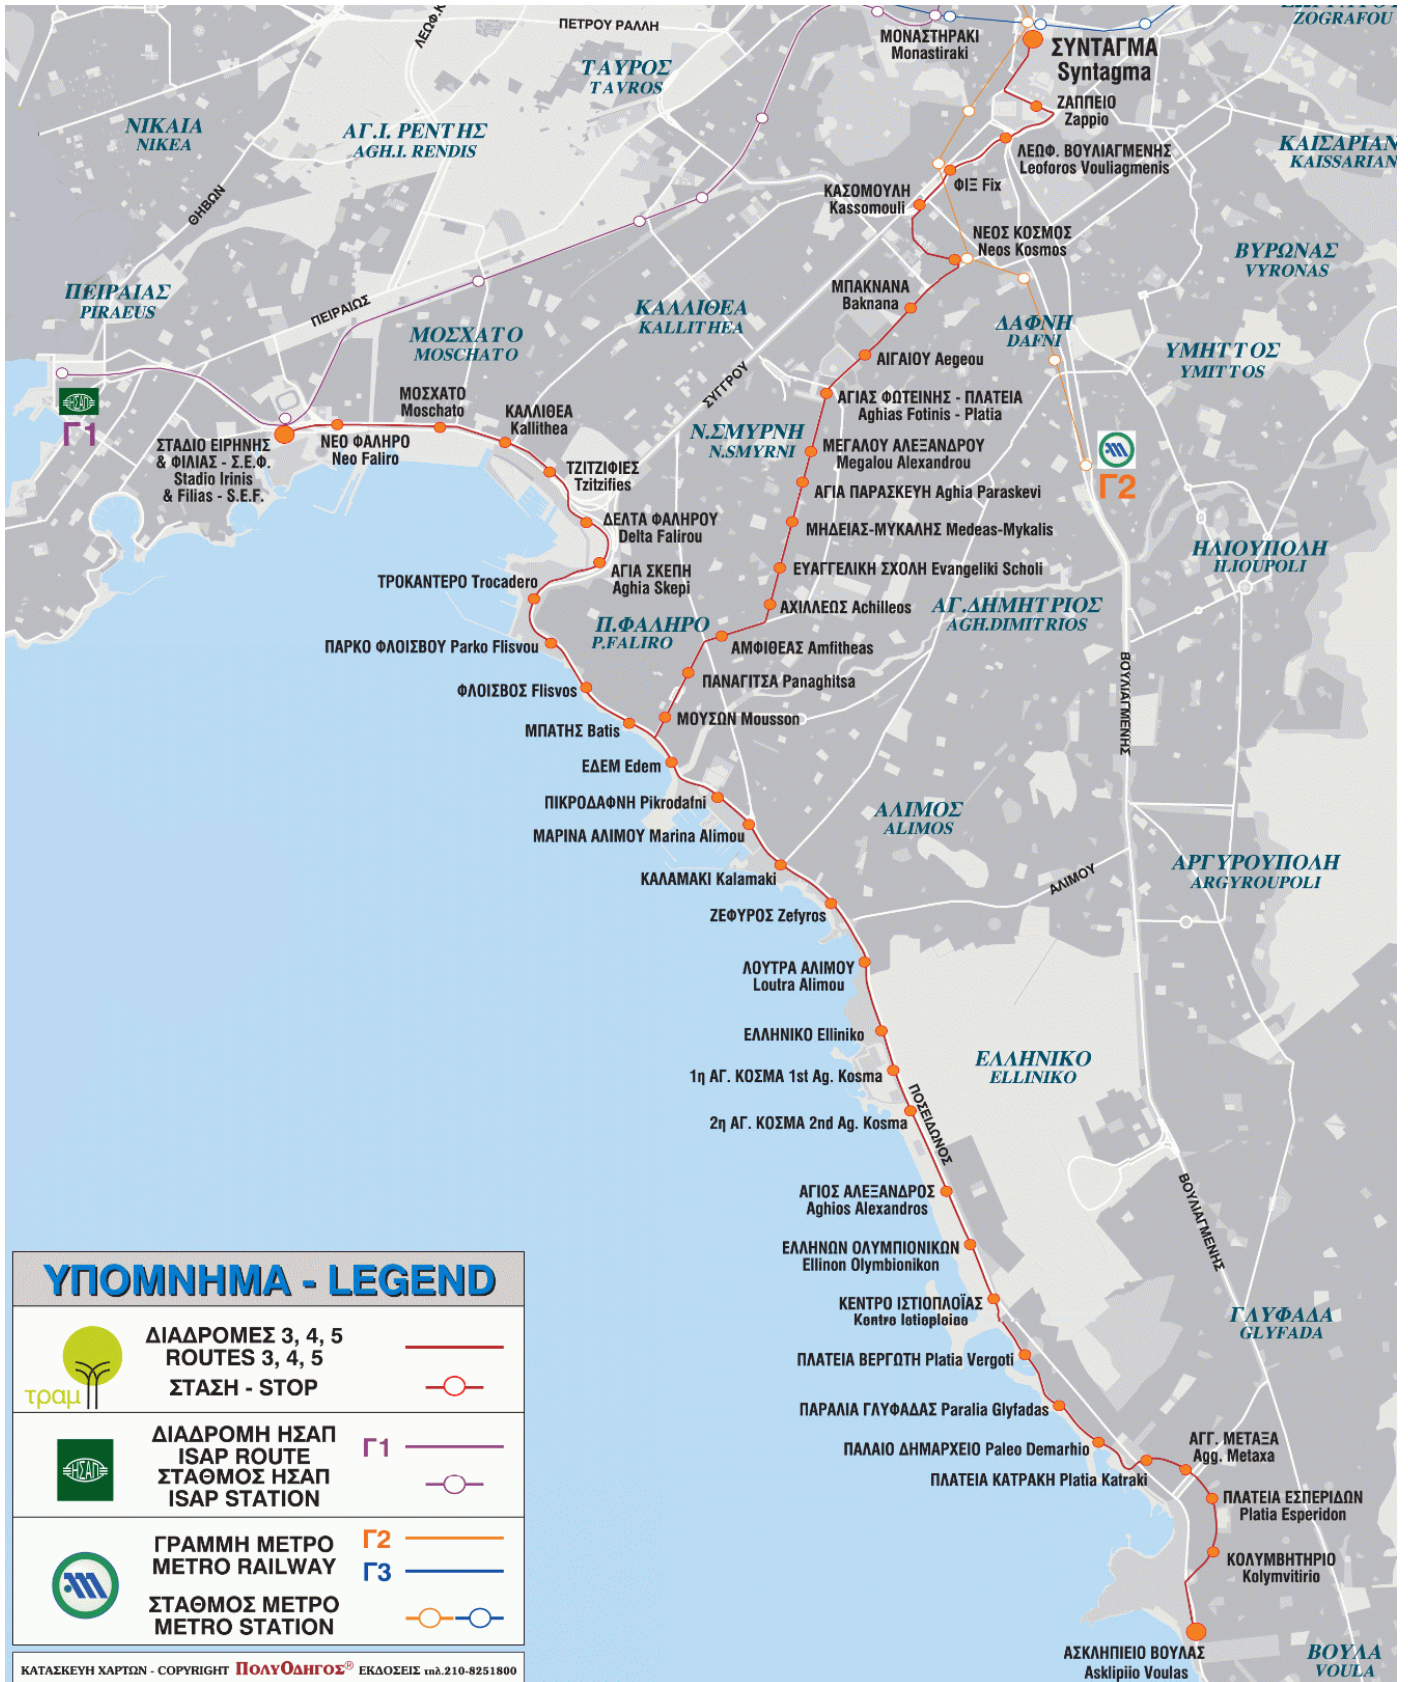 ΖΩΓΡΑΦΟΥ
ZOGRAFOU
ΠΕΤΡΟΥ ΡΑΛΛΗ
ΛΕΩΦ.Κ
ΜΟΝΑΣΤΗΡΑΚΙ
Monastiraki
ΣΥΝΤΑΓΜΑ
Syntagma
ΤΑΥΡΟΣ
TAVROS
ΖΑΠΠΕΙΟ
Zappio
ΝΙΚΑΙΑ
NIKEA
ΑΓ.Ι. ΡΕΝΤΗΣ
AGH.I. RENDIS
ΚΑΙΣΑΡΙΑΝ
KAISSARIAN
ΛΕΩΦ. ΒΟΥΛΙΑΓΜΕΝΗΣ
Leoforos Vouliagmenis
ΦΙΞ Fix
ΚΑΣΟΜΟΥΛΗ
Kassomouli
ΘΗΒΩΝ
ΝΕΟΣ ΚΟΣΜΟΣ
Neos Kosmos
ΒΥΡΩΝΑΣ
VYRONAS
ΠΕΙΡΑΙΑΣ
PIRAEUS
ΠΕΙΡΑΙΩΣ
ΜΠΑΚΝΑΝΑ
Baknana
ΚΑΛΛΙΘΕΑ
KALLITHEA
ΔΑΦΝΗ
DAFNI
ΜΟΣΧΑΤΟ
MOSCHATO
ΥΜΗΤΤΟΣ
YMITTOS
ΑΙΓΑΙΟΥ Aegeou
ΣΥΓΓΡΟΥ
ΗΣΑΠ
Γ1
ΜΟΣΧΑΤΟ
Moschato
ΚΑΛΛΙΘΕΑ
Kallithea
ΑΓΙΑΣ ΦΩΤΕΙΝΗΣ - ΠΛΑΤΕΙΑ
Aghias Fotinis - Platia
ΣΤΑΔΙΟ ΕΙΡΗΝΗΣ
& ΦΙΛΙΑΣ - Σ.Ε.Φ.
Stadio Irinis
& Filias - S.E.F.
ΝΕΟ ΦΑΛΗΡΟ
Neo Faliro
Ν.ΣΜΥΡΝΗ
N.SMYRNI
ΜΕΓΑΛΟΥ ΑΛΕΞΑΝΔΡΟΥ
Megalou Alexandrou
Γ2
ΤΖΙΤΖΙΦΙΕΣ
Tzitzifies
ΑΓΙΑ ΠΑΡΑΣΚΕΥΗ Aghia Paraskevi
ΔΕΛΤΑ ΦΑΛΗΡΟΥ
Delta Falirou
ΜΗΔΕΙΑΣ-ΜΥΚΑΛΗΣ Medeas-Mykalis
ΗΛΙΟΥΠΟΛΗ
ILIOUPOLI
ΑΓΙΑ ΣΚΕΠΗ
Aghia Skepi
ΕΥΑΓΓΕΛΙΚΗ ΣΧΟΛΗ Evangeliki Scholi
ΤΡΟΚΑΝΤΕΡΟ Trocadero
ΑΧΙΛΛΕΩΣ Achilleos
ΑΓ.ΔΗΜΗΤΡΙΟΣ
AGH.DIMITRIOS
Π.ΦΑΛΗΡΟ
P.FALIRO
ΠΑΡΚΟ ΦΛΟΙΣΒΟΥ Parko Flisvou
ΑΜΦΙΘΕΑΣ Amfitheas
ΒΟΥΛΙΑΓΜΕΝΗΣ
ΦΛΟΙΣΒΟΣ Flisvos
ΠΑΝΑΓΙΤΣΑ Panaghitsa
ΜΠΑΤΗΣ Batis
ΜΟΥΣΩΝ Mousson
ΕΔΕΜ Edem
ΠΙΚΡΟΔΑΦΝΗ Pikrodafni
ΑΛΙΜΟΣ
ALIMOS
ΜΑΡΙΝΑ ΑΛΙΜΟΥ Marina Alimou
ΑΡΓΥΡΟΥΠΟΛΗ
ARGYROUPOLI
ΚΑΛΑΜΑΚΙ Kalamaki
ΑΛΙΜΟΥ
ΖΕΦΥΡΟΣ Zefyros
ΛΟΥΤΡΑ ΑΛΙΜΟΥ
Loutra Alimou
ΕΛΛΗΝΙΚΟ Elliniko
ΕΛΛΗΝΙΚΟ
ELLINIKO
1η ΑΓ. ΚΟΣΜΑ 1st Ag. Kosma
2η ΑΓ. ΚΟΣΜΑ 2nd Ag. Kosma
ΠΟΣΕΙΔΩΝΟΣ
ΑΓΙΟΣ ΑΛΕΞΑΝΔΡΟΣ
Aghios Alexandros
ΒΟΥΛΙΑΓΜΕΝΗΣ
ΕΛΛΗΝΩΝ ΟΛΥΜΠΙΟΝΙΚΩΝ
Ellinon Olymbionikon
ΚΕΝΤΡΟ ΙΣΤΙΟΠΛΟΪΑΣ
Kentro Istioploias
ΓΛΥΦΑΔΑ
GLYFADA
ΠΛΑΤΕΙΑ ΒΕΡΓΩΤΗ Platia Vergoti
ΠΑΡΑΛΙΑ ΓΛΥΦΑΔΑΣ Paralia Glyfadas
ΠΑΛΑΙΟ ΔΗΜΑΡΧΕΙΟ Paleo Demarhio
ΑΓΓ. ΜΕΤΑΞΑ
Agg. Metaxa
ΠΛΑΤΕΙΑ ΚΑΤΡΑΚΗ Platia Katraki
ΠΛΑΤΕΙΑ ΕΣΠΕΡΙΔΩΝ
Platia Esperidon
ΚΟΛΥΜΒΗΤΗΡΙΟ
Kolymvitirio
ΑΣΚΛΗΠΙΕΙΟ ΒΟΥΛΑΣ
Asklipiio Voulas
ΒΟΥΛΑ
VOULA
ΥΠΟΜΝΗΜΑ - LEGEND
τραμ
ΔΙΑΔΡΟΜΕΣ 3, 4, 5
ROUTES 3, 4, 5
ΣΤΑΣΗ - STOP
ΗΣΑΠ
ΔΙΑΔΡΟΜΗ ΗΣΑΠ Γ1
ISAP ROUTE
ΣΤΑΘΜΟΣ ΗΣΑΠ
ISAP STATION
ΓΡΑΜΜΗ ΜΕΤΡΟ Γ2
METRO RAILWAY Γ3
ΣΤΑΘΜΟΣ ΜΕΤΡΟ
METRO STATION
ΚΑΤΑΣΚΕΥΗ ΧΑΡΤΩΝ - COPYRIGHT ΠΟΛΥΟΔΗΓΟΣ® ΕΚΔΟΣΕΙΣ τηλ.210-8251800